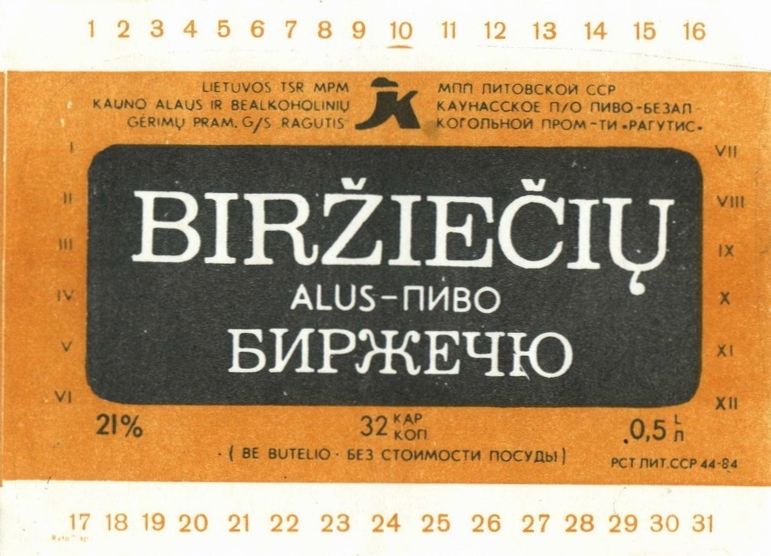 1 2 3 4 5 6 7 8 9 10 11 12 13 14 15 16
LIETUVOS TSR MPM
KAUNO ALAUS IR BEALKOHOLINIŲ
GĖRIMŲ PRAM. G/S RAGUTIS
МПП ЛИТОВСКОЙ ССР
КАУНАССКОЕ П/О ПИВО-БЕЗАЛ-
КОГОЛЬНОЙ ПРОМ-ТИ «РАГУТИС»
I
II
III
IV
V
VI
BIRŽIEČIŲ
ALUS-ПИВО
БИРЖЕЧЮ
VII
VIII
IX
X
XI
XII
21%
32 KAP КОП
0,5 L Л
(BE BUTELIO · БЕЗ СТОИМОСТИ ПОСУДЫ)
РСТ ЛИТ.ССР 44-84
17 18 19 20 21 22 23 24 25 26 27 28 29 30 31